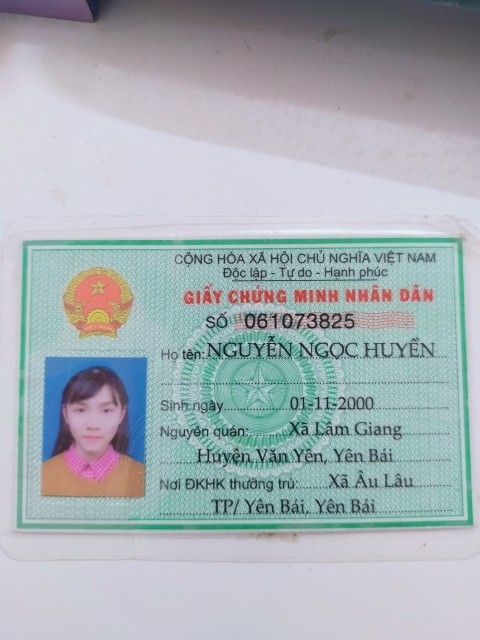 CỘNG HÒA XÃ HỘI CHỦ NGHĨA VIỆT NAM
Độc lập - Tự do - Hạnh phúc
GIẤY CHỨNG MINH NHÂN DÂN
SỐ 061073825
Họ tên: NGUYỄN NGỌC HUYỀN
Sinh ngày 01-11-2000
Nguyên quán: Xã Lâm Giang
Huyện Văn Yên, Yên Bái
Nơi ĐKHK thường trú: Xã Âu Lâu
TP/ Yên Bái, Yên Bái